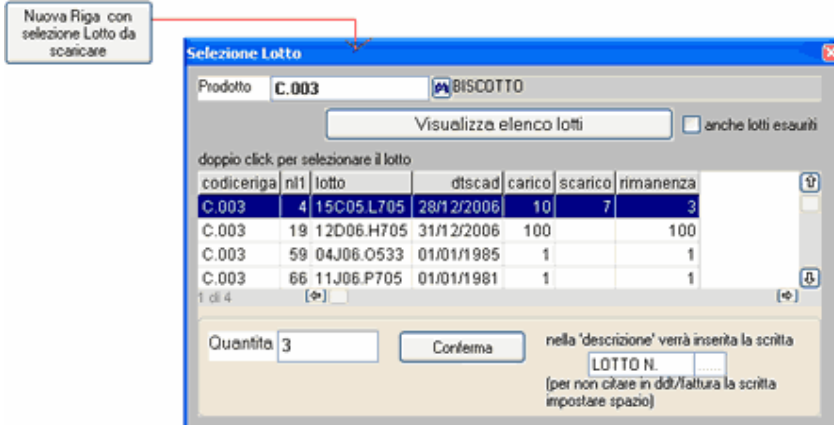 Nuova Riga con
selezione Lotto da
scaricare
Selezione Lotto
Prodotto C.003 BISCOTTO
Visualizza elenco lotti anche lotti esauriti
doppio click per selezionare il lotto
codiceriga nl1 lotto dtscad carico scarico rimanenza
C.003 4 15C05.L705 28/12/2006 10 7 3
C.003 19 12D06.H705 31/12/2006 100 100
C.003 59 04J06.O533 01/01/1985 1 1
C.003 66 11J06.P705 01/01/1981 1 1
1 di 4
Quantita 3 Conferma nella 'descrizione' verrà inserita la scritta
LOTTO N. ......
(per non citare in ddt/fattura la scritta
impostare spazio)